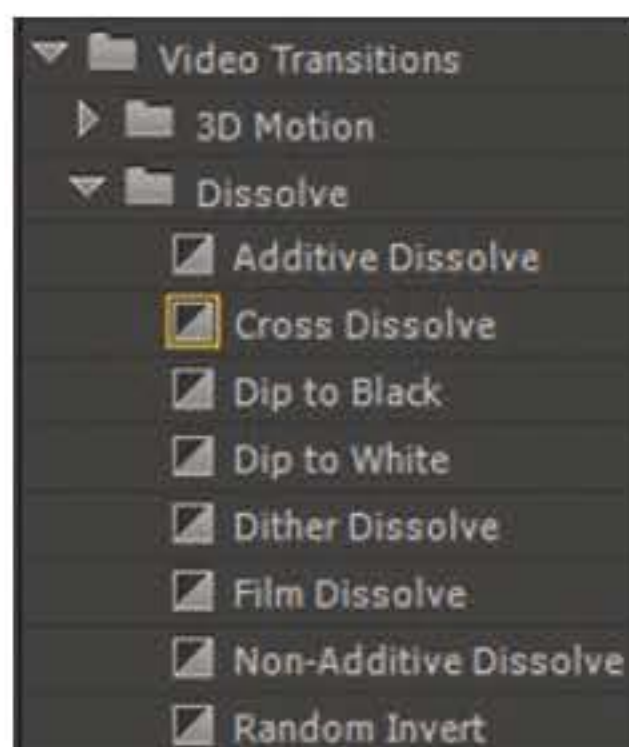 Video Transitions
3D Motion
Dissolve
Additive Dissolve
Cross Dissolve
Dip to Black
Dip to White
Dither Dissolve
Film Dissolve
Non-Additive Dissolve
Random Invert